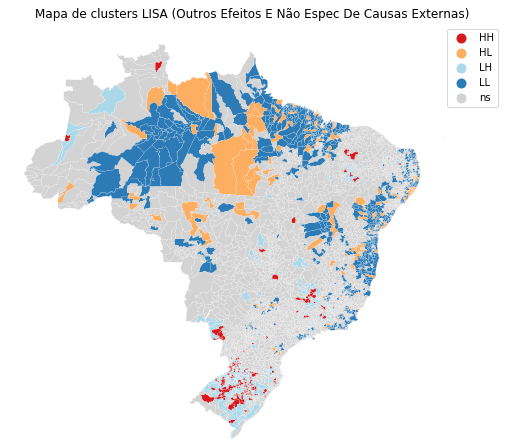 Mapa de clusters LISA (Outros Efeitos E Não Espec De Causas Externas)
HH
HL
LH
LL
ns